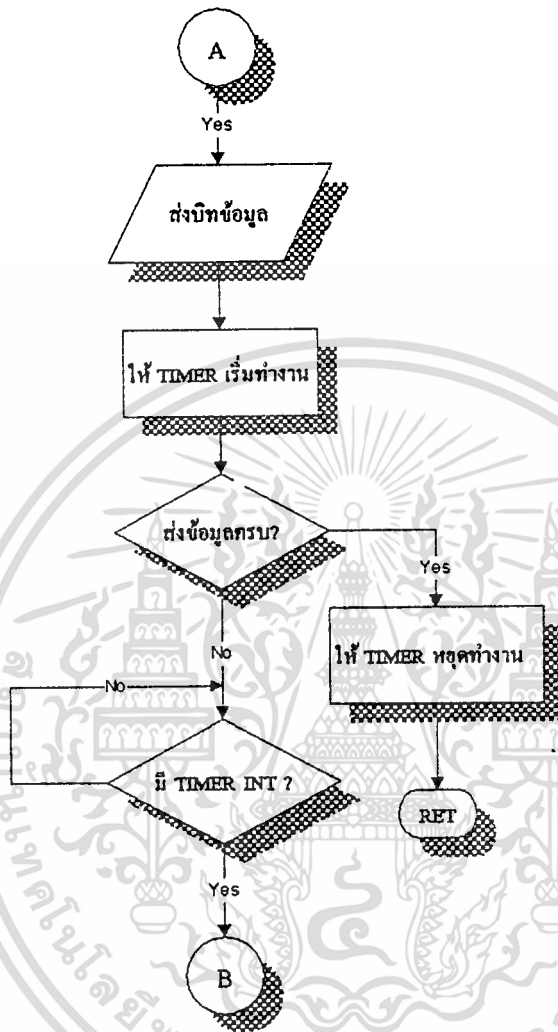 A
Yes
ส่งบิทข้อมูล
ให้ TIMER เริ่มทำงาน
ส่งข้อมูลครบ?
Yes
No
ให้ TIMER หยุดทำงาน
No
มี TIMER INT ?
RET
Yes
B